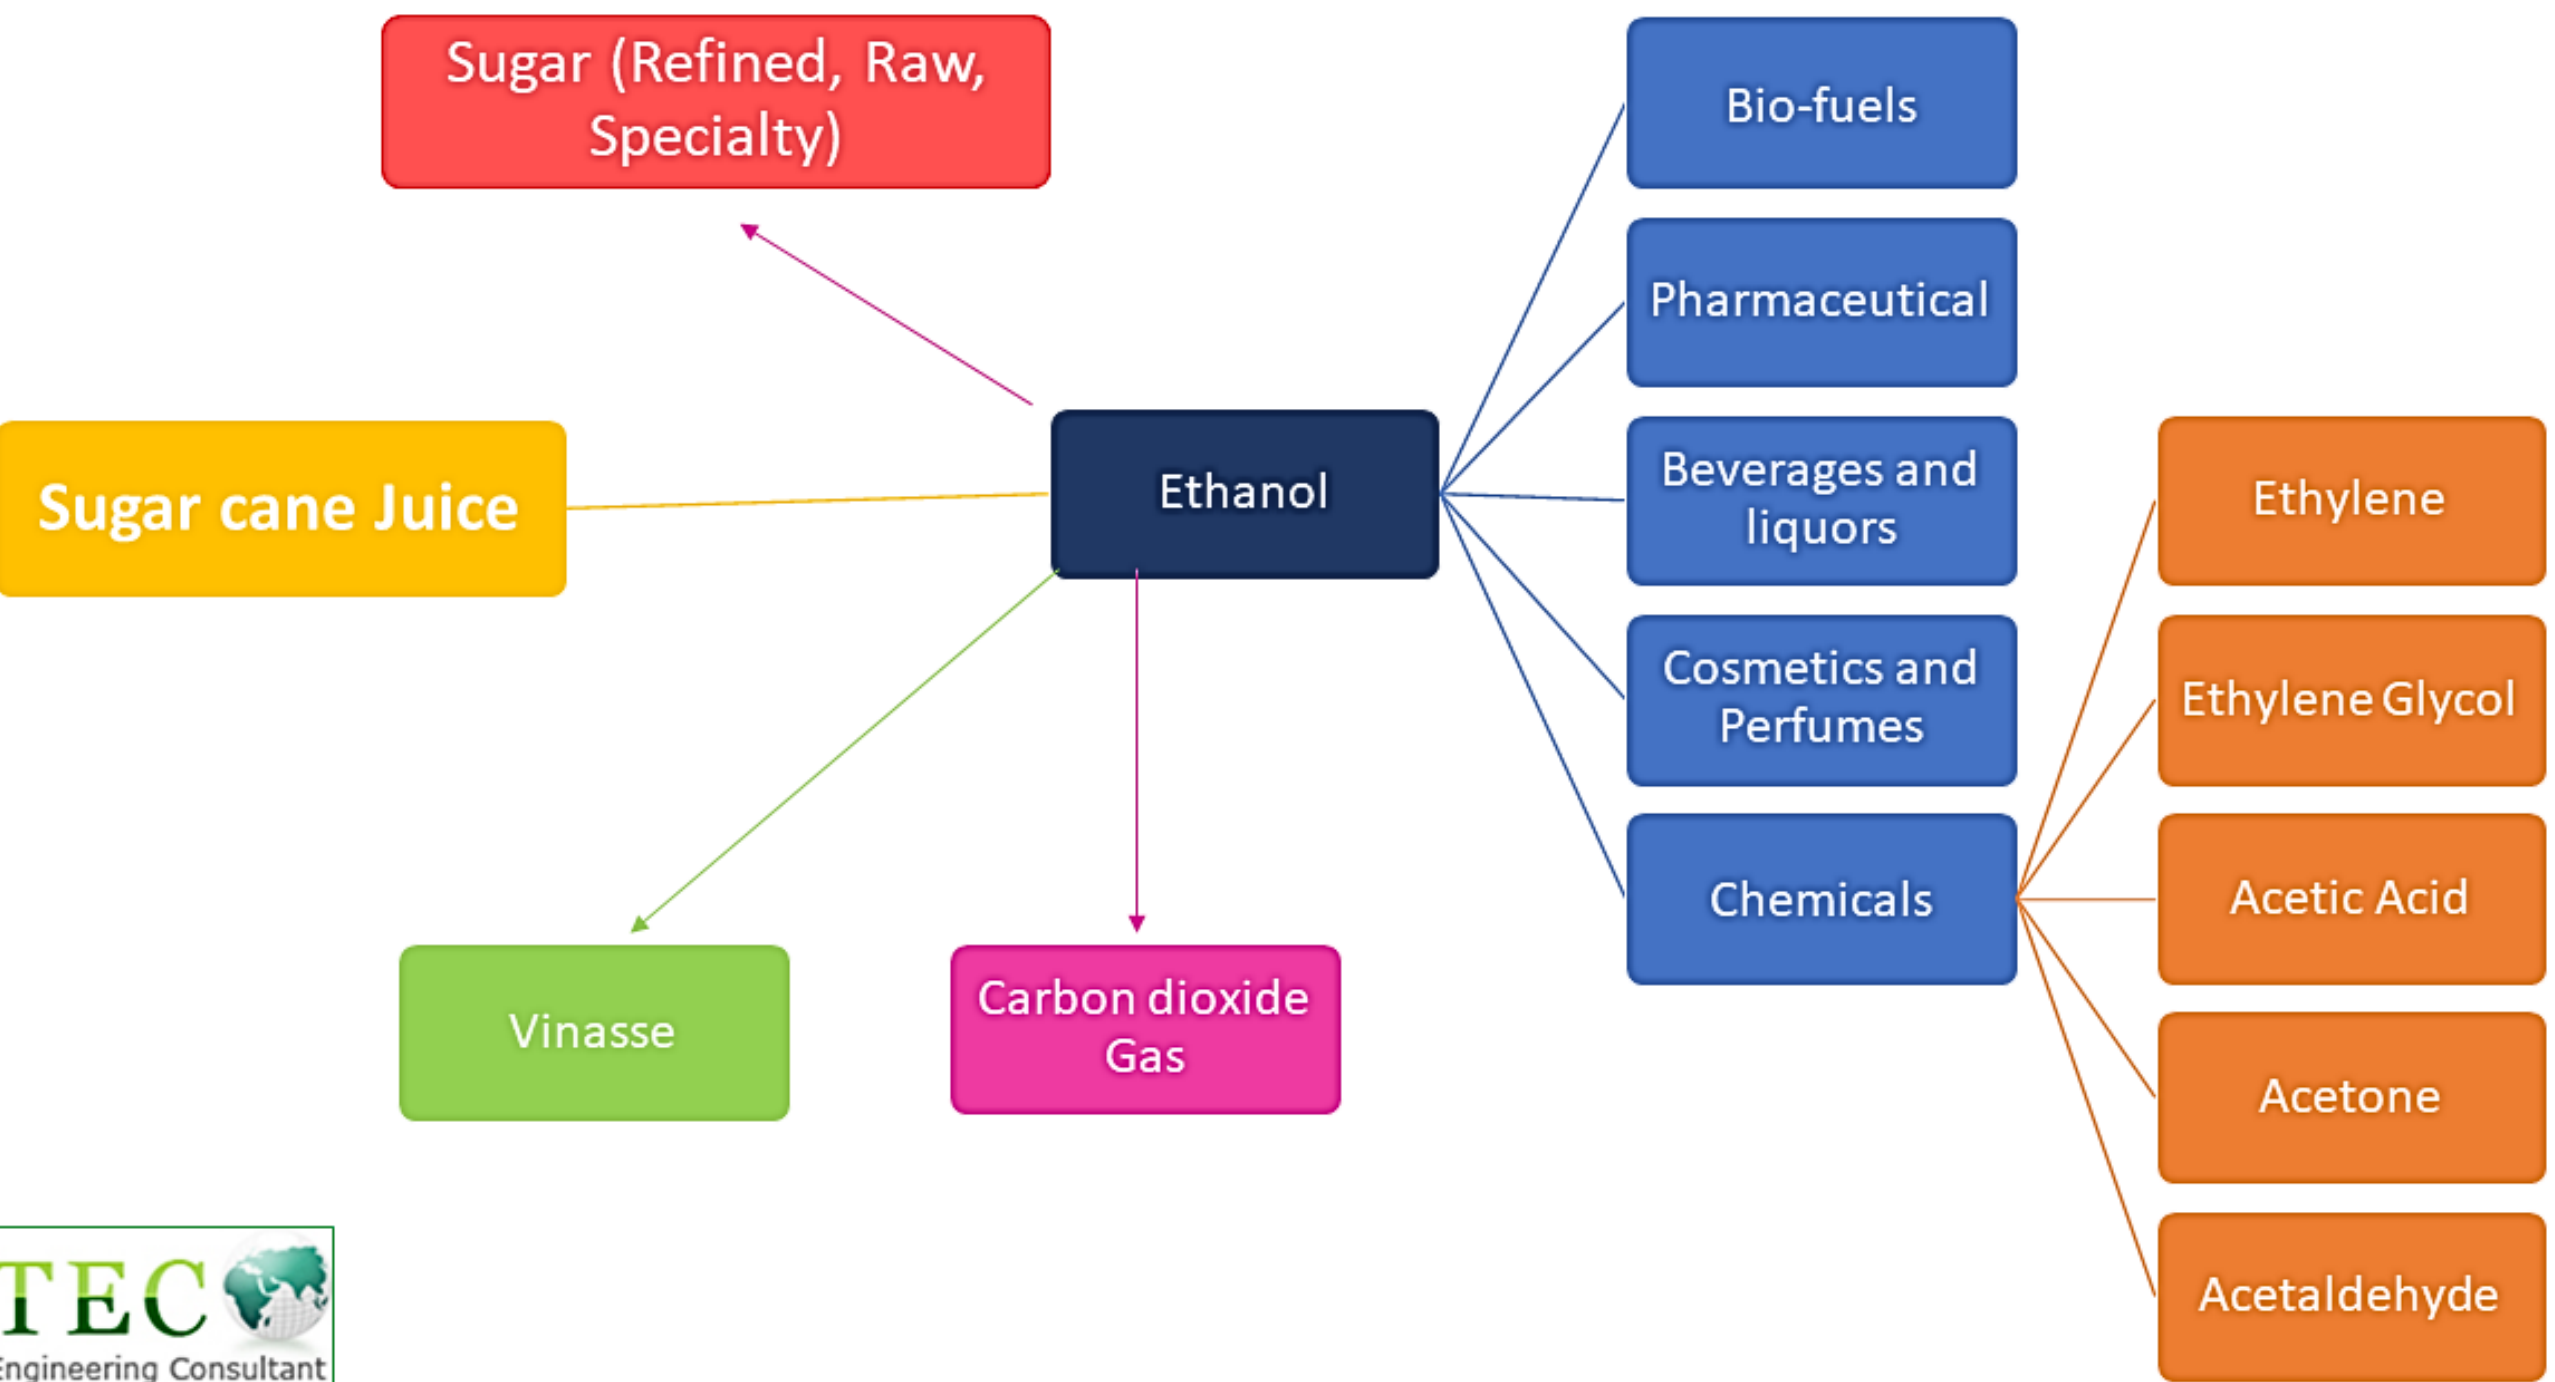 Sugar (Refined, Raw,
Specialty)
Bio-fuels
Pharmaceutical
Sugar cane Juice
Ethanol
Beverages and
liquors
Ethylene
Cosmetics and
Perfumes
Ethylene Glycol
Vinasse
Carbon dioxide
Gas
Chemicals
Acetic Acid
Acetone
Acetaldehyde
TEC
Engineering Consultant